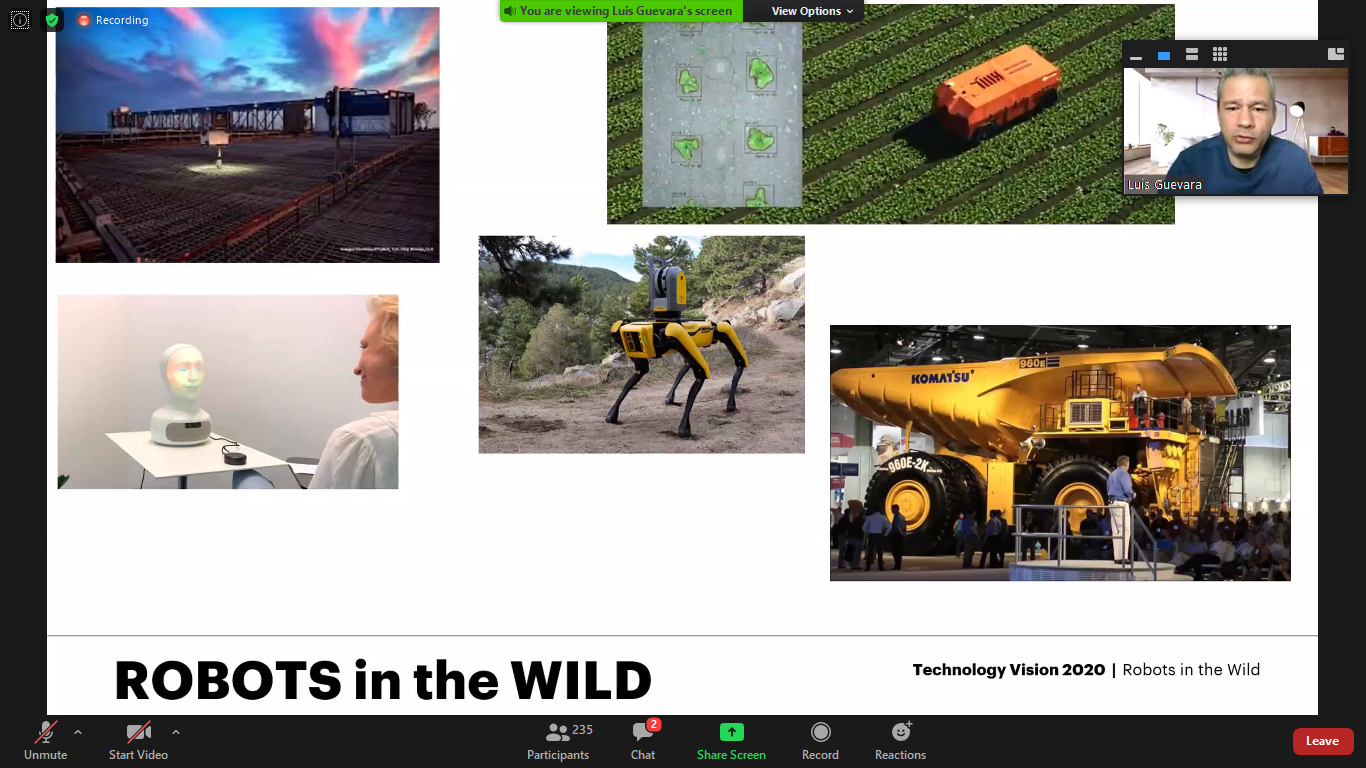 Recording
You are viewing Luis Guevara's screen
View Options
Luis Guevara
KOMATSU
960E
960E-2K
ROBOTS in the WILD
Technology Vision 2020 | Robots in the Wild
Unmute
Start Video
235
Participants
2
Chat
Share Screen
Record
Reactions
Leave